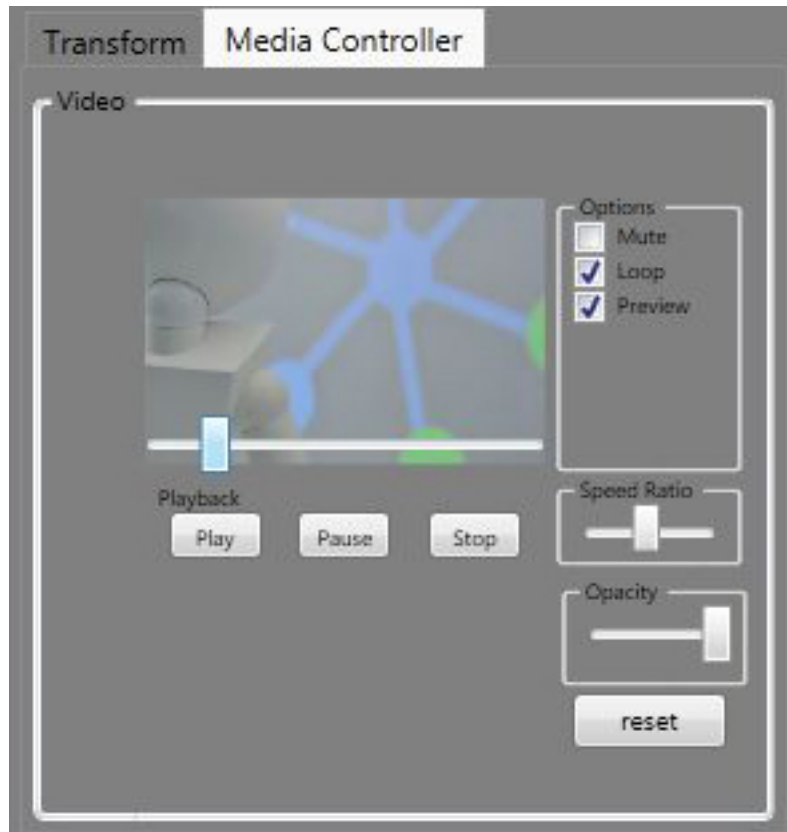 Transform
Media Controller
Video
Options
Mute
Loop
Preview
Playback
Play
Pause
Stop
Speed Ratio
Opacity
reset